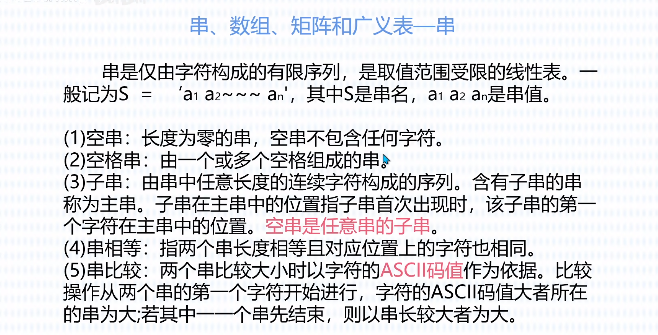 串、数组、矩阵和广义表—串
串是仅由字符构成的有限序列，是取值范围受限的线性表。一
般记为S = ‘a1 a2~~~ an'，其中S是串名，a1 a2 an是串值。
(1)空串：长度为零的串，空串不包含任何字符。
(2)空格串：由一个或多个空格组成的串。
(3)子串：由串中任意长度的连续字符构成的序列。含有子串的串
称为主串。子串在主串中的位置指子串首次出现时，该子串的第一
个字符在主串中的位置。空串是任意串的子串。
(4)串相等：指两个串长度相等且对应位置上的字符也相同。
(5)串比较：两个串比较大小时以字符的ASCII码值作为依据。比较
操作从两个串的第一个字符开始进行，字符的ASCII码值大者所在
的串为大;若其中一一个串先结束，则以串长较大者为大。